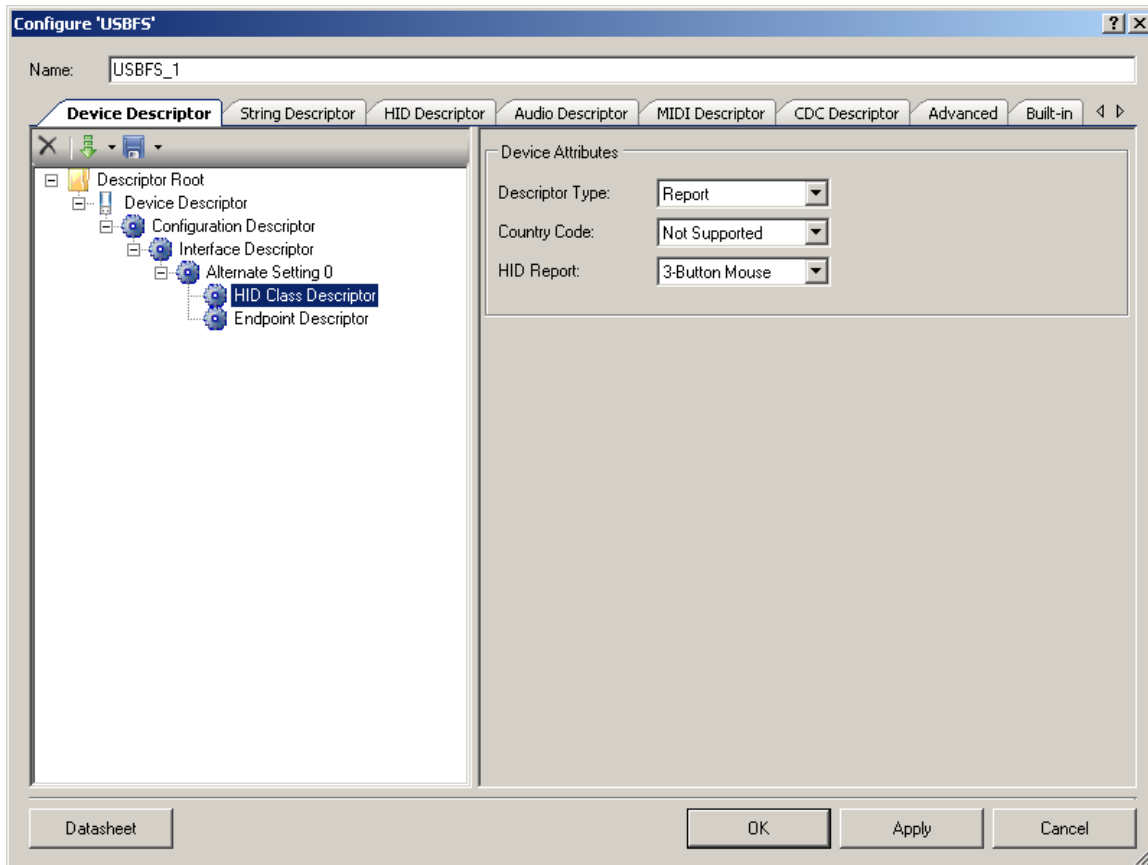 Configure 'USBFS'
Name: USBFS_1
Device Descriptor String Descriptor HID Descriptor Audio Descriptor MIDI Descriptor CDC Descriptor Advanced Built-in
Descriptor Root
Device Descriptor
Configuration Descriptor
Interface Descriptor
Alternate Setting 0
HID Class Descriptor
Endpoint Descriptor
Device Attributes
Descriptor Type: Report
Country Code: Not Supported
HID Report: 3-Button Mouse
Datasheet OK Apply Cancel